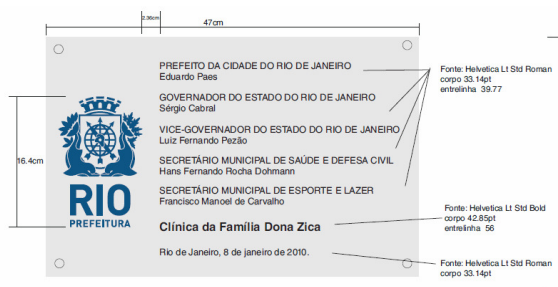 2.36cm
47cm
16.4cm
PREFEITO DA CIDADE DO RIO DE JANEIRO
Eduardo Paes
GOVERNADOR DO ESTADO DO RIO DE JANEIRO
Sérgio Cabral
VICE-GOVERNADOR DO ESTADO DO RIO DE JANEIRO
Luiz Fernando Pezão
SECRETÁRIO MUNICIPAL DE SAÚDE E DEFESA CIVIL
Hans Fernando Rocha Dohmann
SECRETÁRIO MUNICIPAL DE ESPORTE E LAZER
Francisco Manoel de Carvalho
Clínica da Família Dona Zica
Rio de Janeiro, 8 de janeiro de 2010.
RIO
PREFEITURA
Fonte: Helvetica Lt Std Roman
corpo 33.14pt
entrelinha 39.77
Fonte: Helvetica Lt Std Bold
corpo 42.85pt
entrelinha 56
Fonte: Helvetica Lt Std Roman
corpo 33.14pt